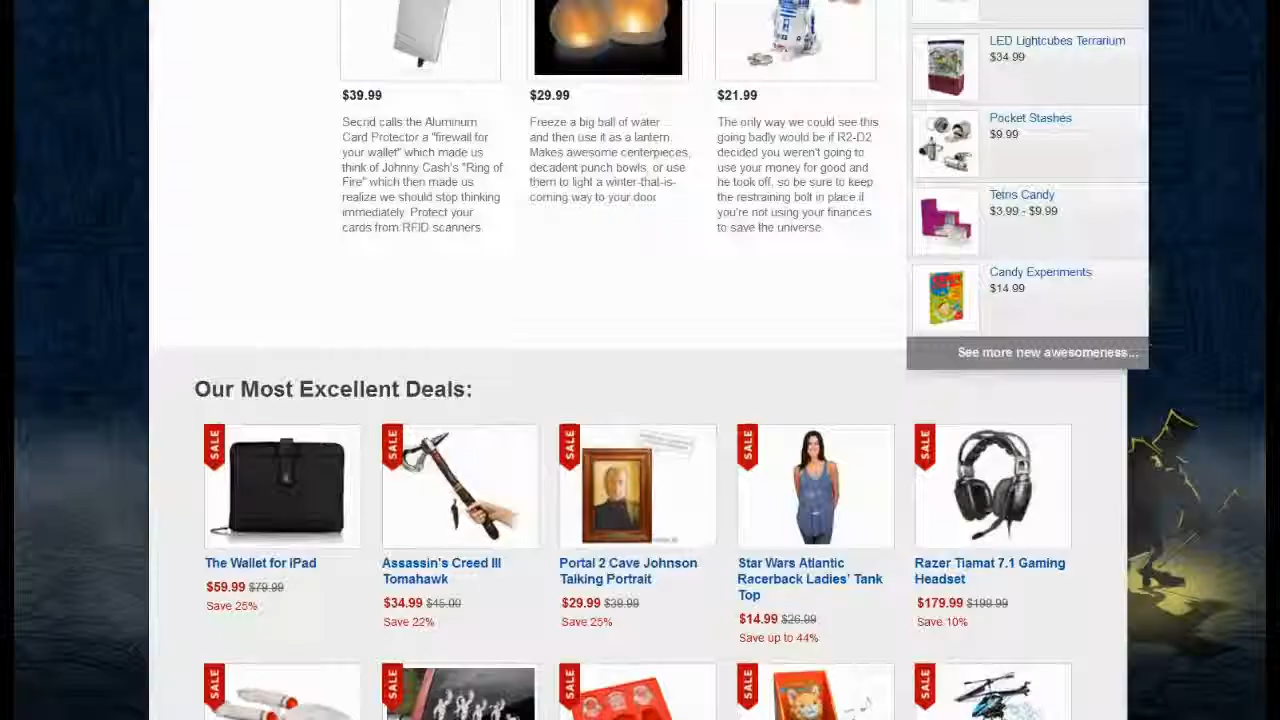 $39.99
Secrid calls the Aluminum
Card Protector a "firewall for
your wallet" which made us
think of Johnny Cash's "Ring of
Fire" which then made us
realize we should stop thinking
immediately. Protect your
cards from RFID scanners.
$29.99
Freeze a big ball of water ...
and then use it as a lantern.
Makes awesome centerpieces,
decadent punch bowls, or use
them to light a winter-that-is-
coming way to your door.
$21.99
The only way we could see this
going badly would be if R2-D2
decided you weren't going to
use your money for good and
he took off, so be sure to keep
the restraining bolt in place if
you're not using your finances
to save the universe.
LED Lightcubes Terrarium
$34.99
Pocket Stashes
$9.99
Tetris Candy
$3.99 - $9.99
Candy Experiments
$14.99
See more new awesomeness...
Our Most Excellent Deals:
SALE
SALE
SALE
SALE
SALE
The Wallet for iPad
$59.99 $79.99
Save 25%
Assassin's Creed III
Tomahawk
$34.99 $45.00
Save 22%
Portal 2 Cave Johnson
Talking Portrait
$29.99 $39.99
Save 25%
Star Wars Atlantic
Racerback Ladies' Tank
Top
$14.99 $26.99
Save up to 44%
Razer Tiamat 7.1 Gaming
Headset
$179.99 $199.99
Save 10%
SALE
SALE
SALE
SALE
SALE